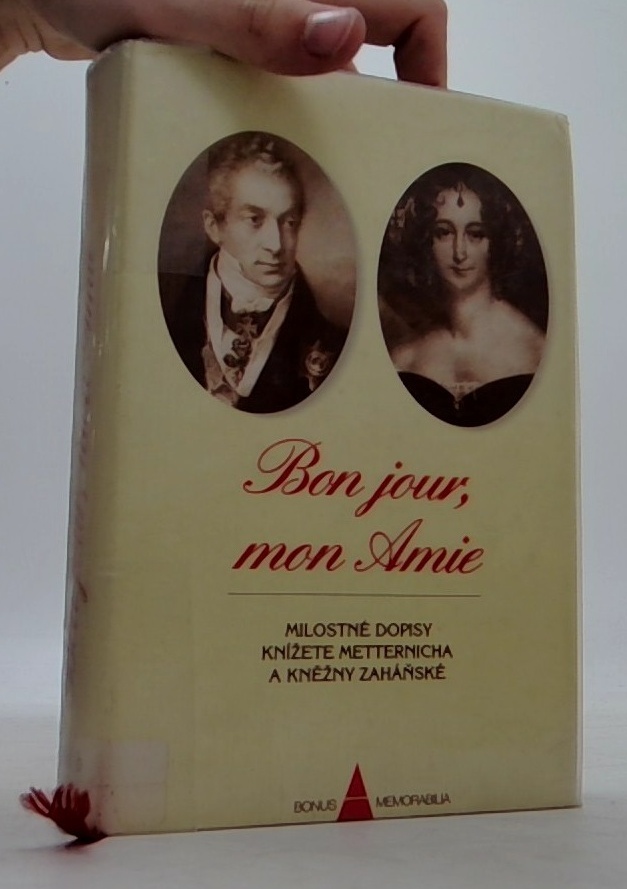 Bon jour,
mon Amie
MILOSTNÉ DOPISY
KNÍŽETE METTERNICHA
A KNĚŽNY ZAHÁŇSKÉ
BONUS A MEMORABILIA